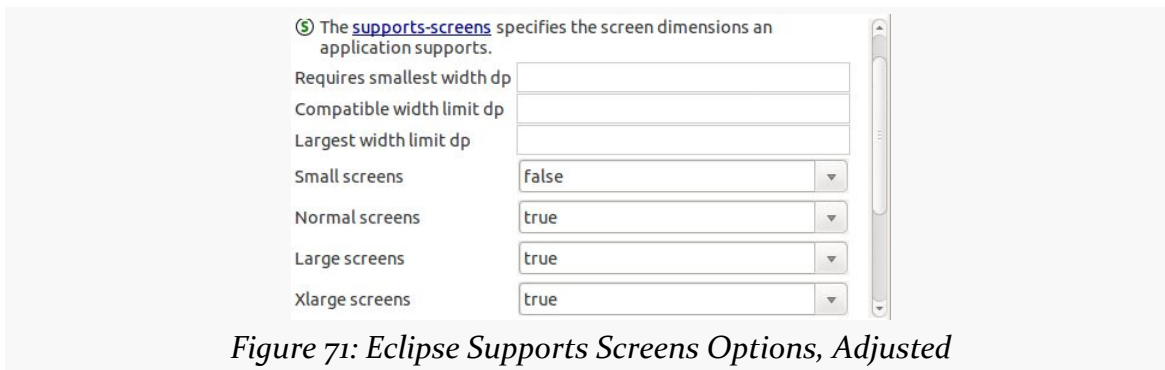 S The supports-screens specifies the screen dimensions an
application supports.
Requires smallest width dp
Compatible width limit dp
Largest width limit dp
Small screens false
Normal screens true
Large screens true
Xlarge screens true
Figure 71: Eclipse Supports Screens Options, Adjusted